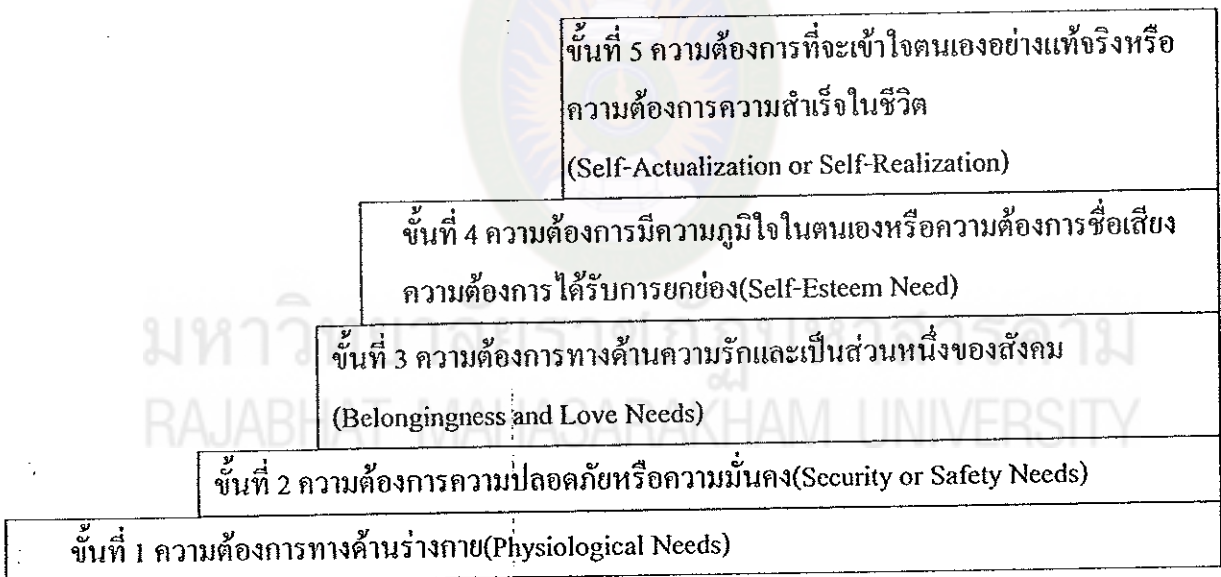 ขั้นที่ 5 ความต้องการที่จะเข้าใจตนเองอย่างแท้จริงหรือ
ความต้องการความสำเร็จในชีวิต
(Self-Actualization or Self-Realization)
ขั้นที่ 4 ความต้องการมีความภูมิใจในตนเองหรือความต้องการชื่อเสียง
ความต้องการได้รับการยกย่อง(Self-Esteem Need)
ขั้นที่ 3 ความต้องการทางด้านความรักและเป็นส่วนหนึ่งของสังคม
(Belongingness and Love Needs)
มหาวิทยาลัยราชภัฏมหาสารคาม
RAJABHAT MAHASARAKHAM UNIVERSITY
ขั้นที่ 2 ความต้องการความปลอดภัยหรือความมั่นคง(Security or Safety Needs)
ขั้นที่ 1 ความต้องการทางด้านร่างกาย(Physiological Needs)